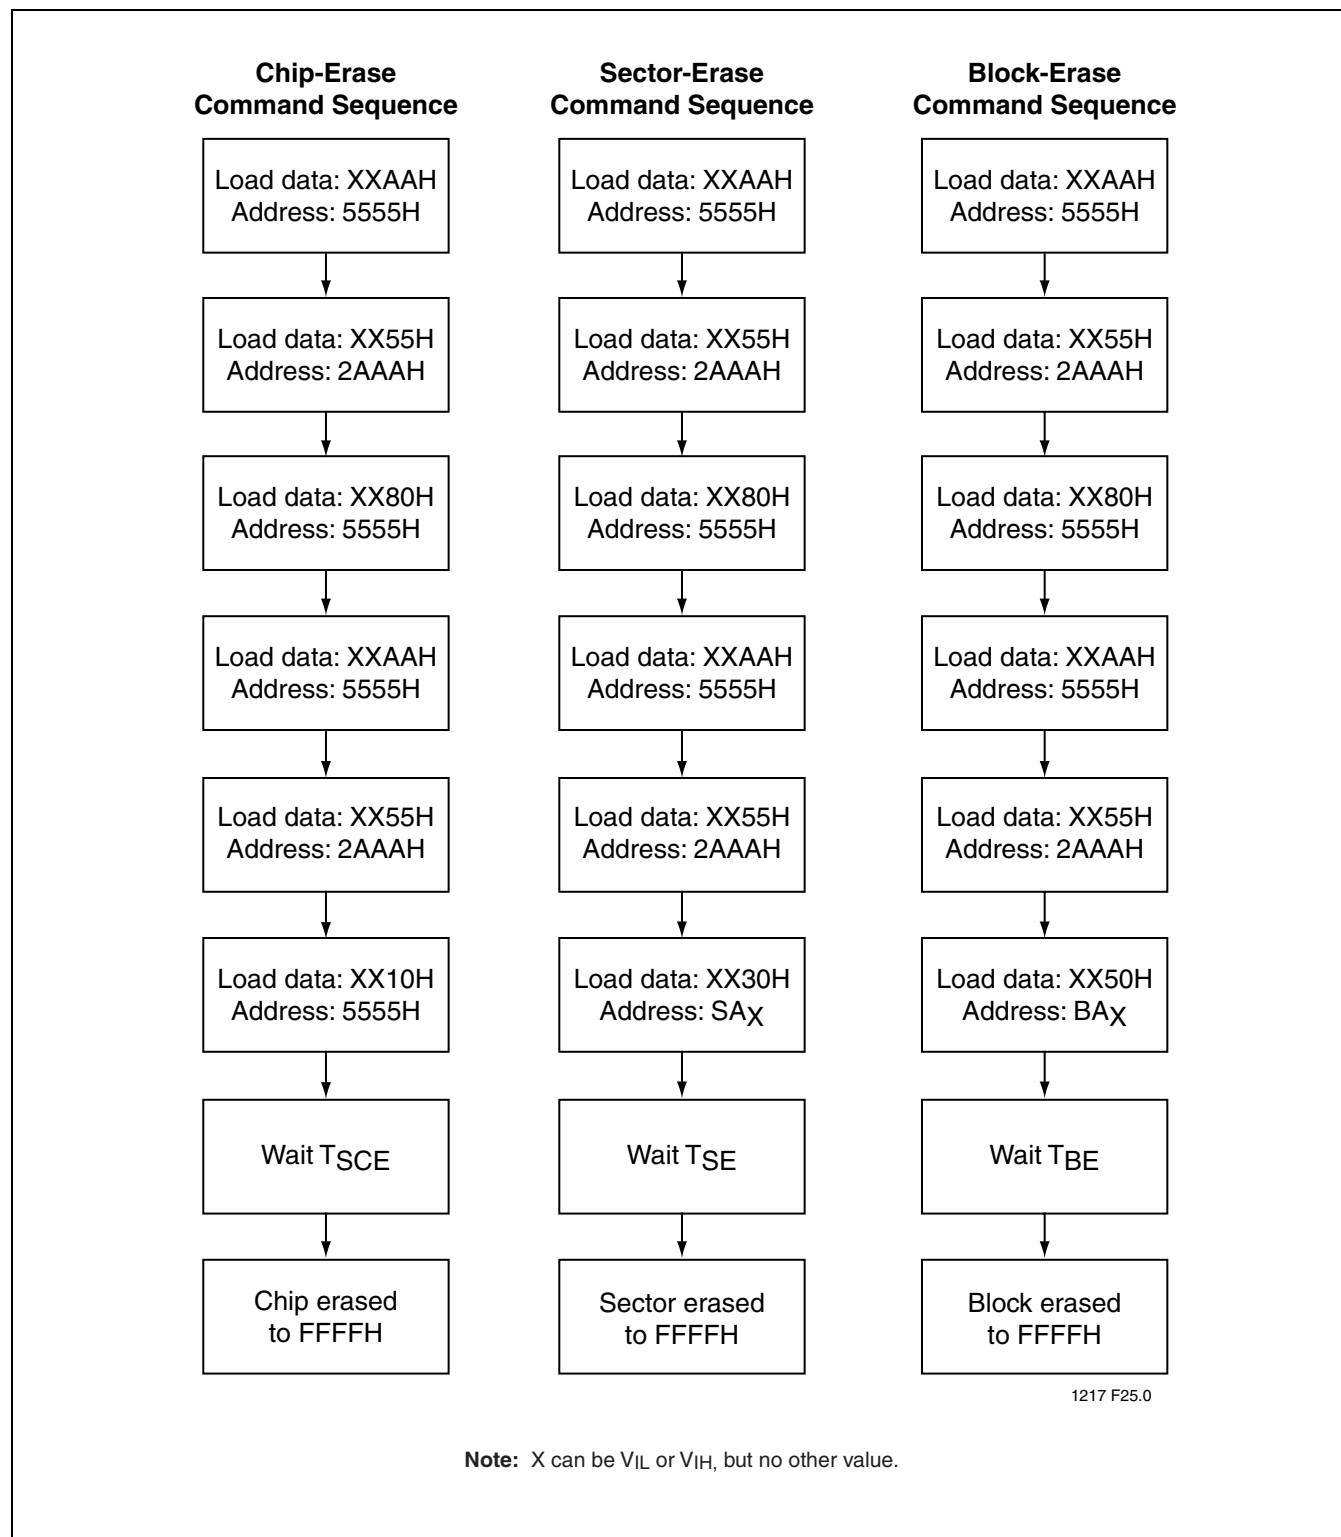 Chip-Erase
Command Sequence
Load data: XXAAH
Address: 5555H
Load data: XX55H
Address: 2AAAH
Load data: XX80H
Address: 5555H
Load data: XXAAH
Address: 5555H
Load data: XX55H
Address: 2AAAH
Load data: XX10H
Address: 5555H
Wait TSCE
Chip erased
to FFFFH
Sector-Erase
Command Sequence
Load data: XXAAH
Address: 5555H
Load data: XX55H
Address: 2AAAH
Load data: XX80H
Address: 5555H
Load data: XXAAH
Address: 5555H
Load data: XX55H
Address: 2AAAH
Load data: XX30H
Address: SAX
Wait TSE
Sector erased
to FFFFH
Block-Erase
Command Sequence
Load data: XXAAH
Address: 5555H
Load data: XX55H
Address: 2AAAH
Load data: XX80H
Address: 5555H
Load data: XXAAH
Address: 5555H
Load data: XX55H
Address: 2AAAH
Load data: XX50H
Address: BAX
Wait TBE
Block erased
to FFFFH
1217 F25.0
Note: X can be VIL or VIH, but no other value.